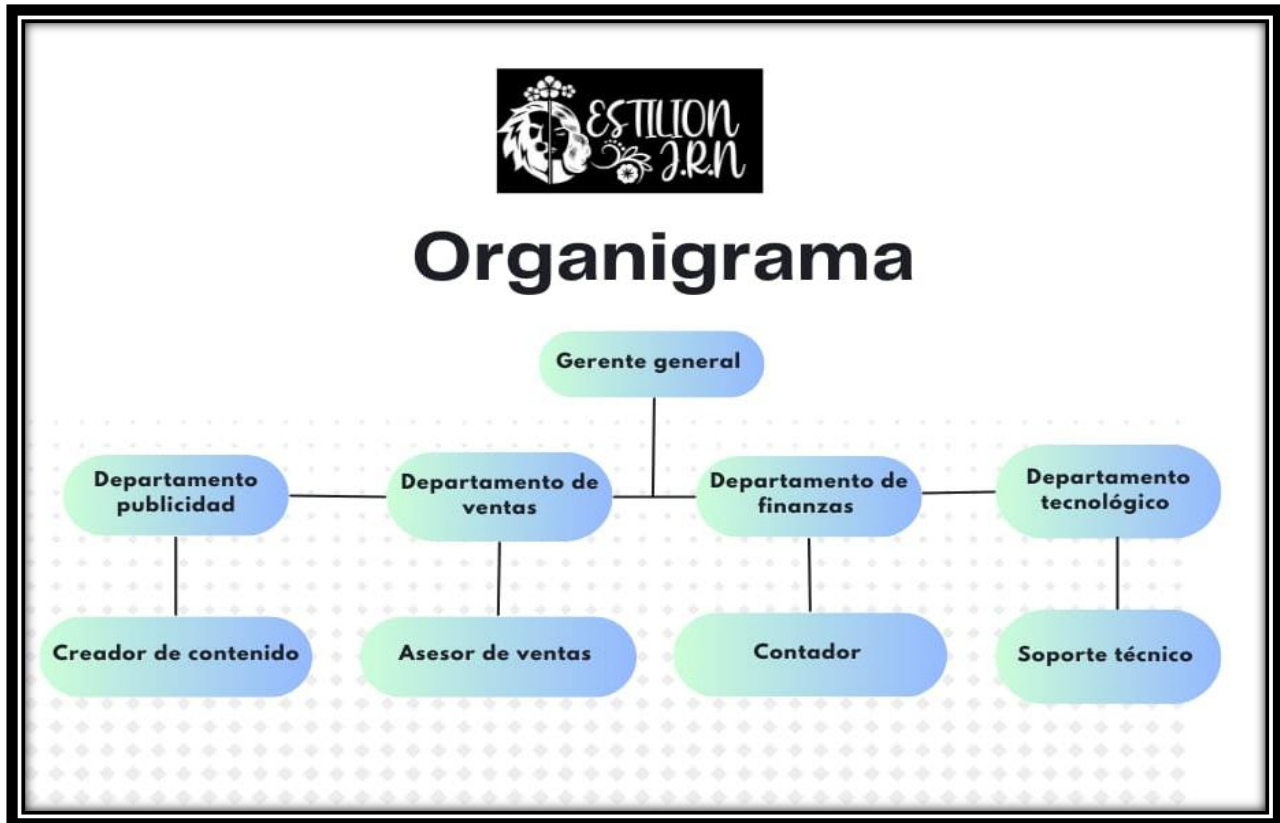 ESTILION
J.R.N
Organigrama
Gerente general
Departamento
publicidad
Departamento de
ventas
Departamento de
finanzas
Departamento
tecnológico
Creador de contenido
Asesor de ventas
Contador
Soporte técnico